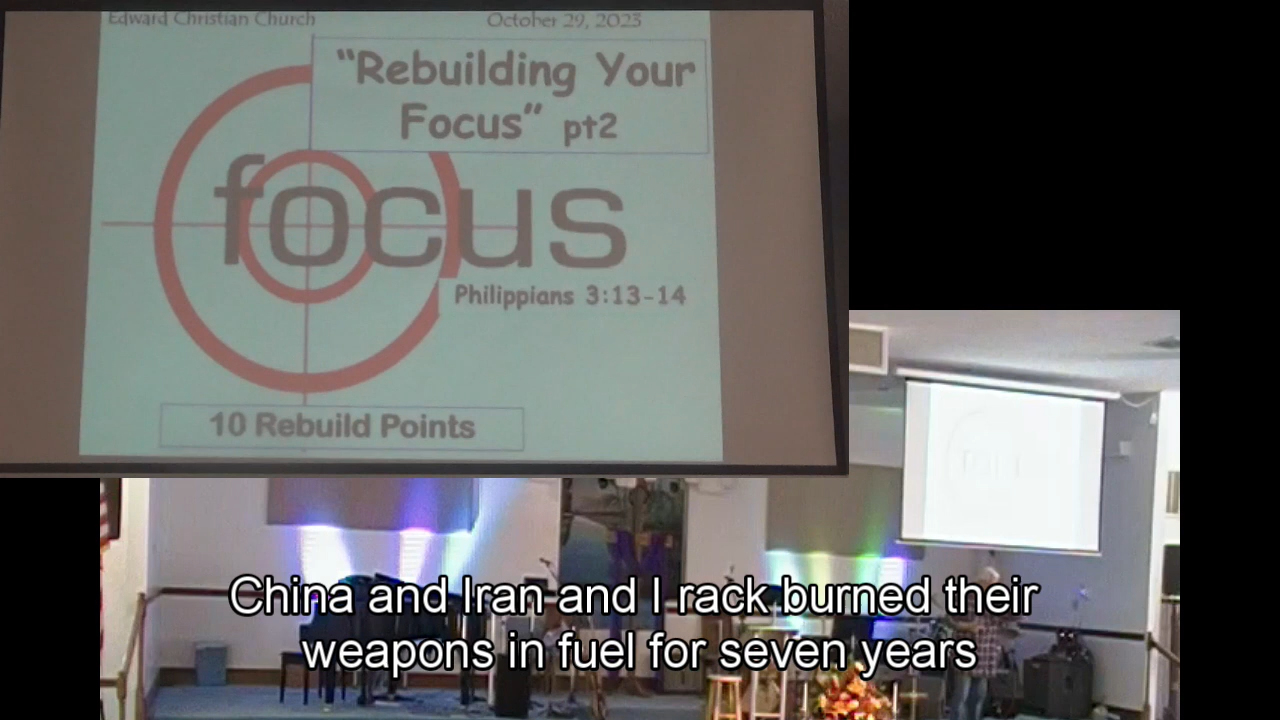 Edward Christian Church
October 29, 2023
“Rebuilding Your
Focus” pt2
focus
Philippians 3:13-14
10 Rebuild Points
China and Iran and I rack burned their
weapons in fuel for seven years